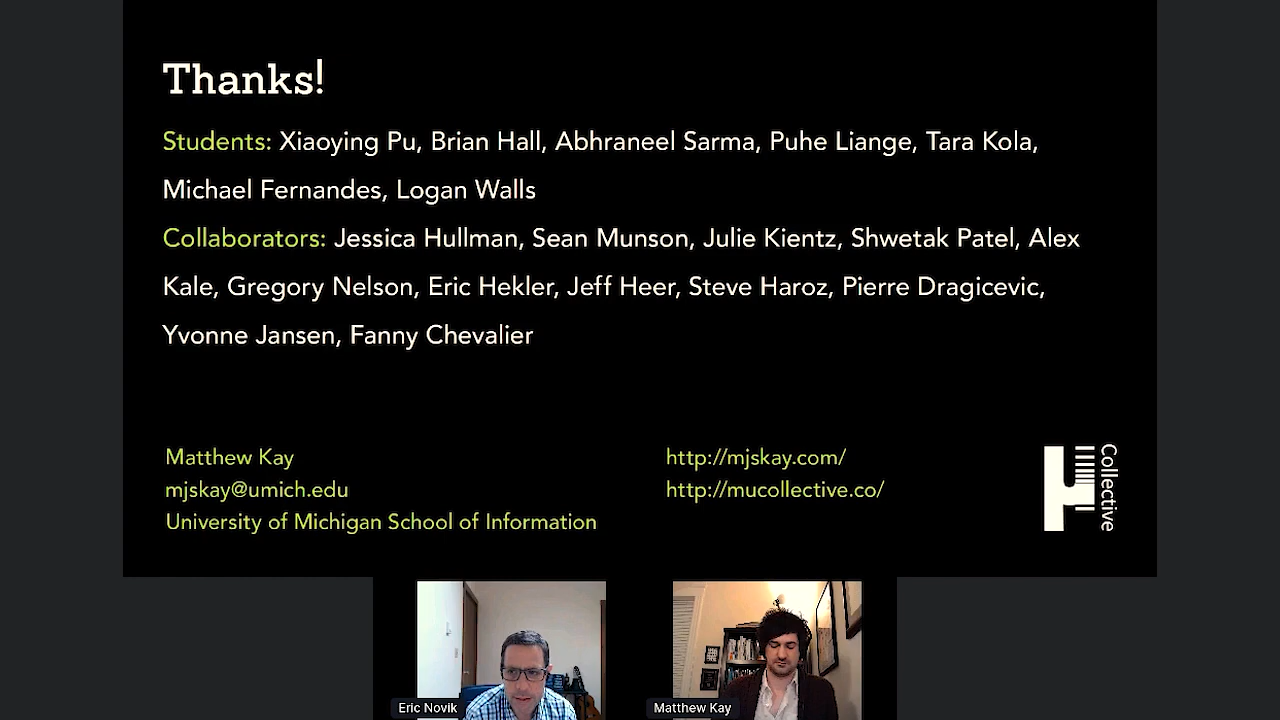 Thanks!
Students: Xiaoying Pu, Brian Hall, Abhraneel Sarma, Puhe Liange, Tara Kola,
Michael Fernandes, Logan Walls
Collaborators: Jessica Hullman, Sean Munson, Julie Kientz, Shwetak Patel, Alex
Kale, Gregory Nelson, Eric Hekler, Jeff Heer, Steve Haroz, Pierre Dragicevic,
Yvonne Jansen, Fanny Chevalier
Matthew Kay
mjskay@umich.edu
University of Michigan School of Information
http://mjskay.com/
http://mucollective.co/
Collective
Eric Novik
Matthew Kay